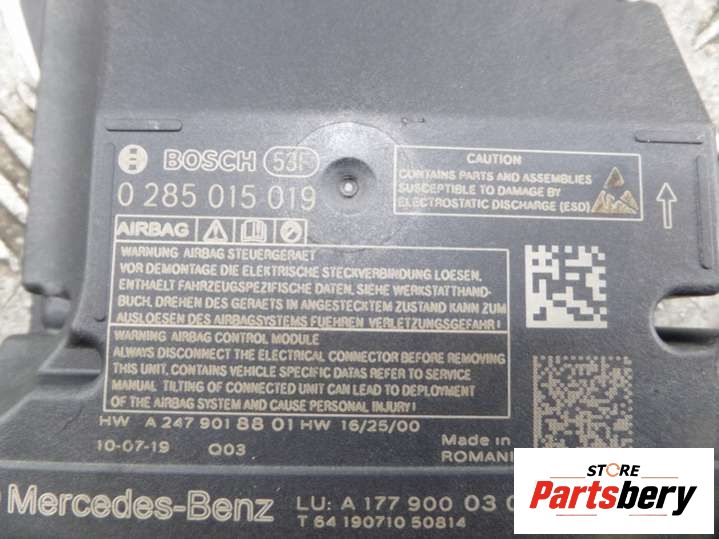 BOSCH 53F
0 285 015 019
AIRBAG
CAUTION
CONTAINS PARTS AND ASSEMBLIES
SUSCEPTIBLE TO DAMAGE BY
ELECTROSTATIC DISCHARGE (ESD)
WARNUNG AIRBAG STEUERGERAET
VOR DEMONTAGE DIE ELEKTRISCHE STECKVERBINDUNG LOESEN.
ENTHAELT FAHRZEUGSPEZIFISCHE DATEN, SIEHE WERKSTATTHAND-
BUCH. DREHEN DES GERAETS IN ANGESTECKTEM ZUSTAND KANN ZUM
AUSLOESEN DES AIRBAGSYSTEMS FUEHREN VERLETZUNGSGEFAHR!
WARNING AIRBAG CONTROL MODULE
ALWAYS DISCONNECT THE ELECTRICAL CONNECTOR BEFORE REMOVING
THIS UNIT. CONTAINS VEHICLE SPECIFIC DATAS REFER TO SERVICE
MANUAL TILTING OF CONNECTED UNIT CAN LEAD TO DEPLOYMENT
OF THE AIRBAG SYSTEM AND CAUSE PERSONAL INJURY!
HW A 247 901 88 01 HW 16/25/00
10-07-19 Q03
Made in
ROMANI
Mercedes-Benz LU: A 177 900 03
T 64 190710 50814
STORE
Partsbery